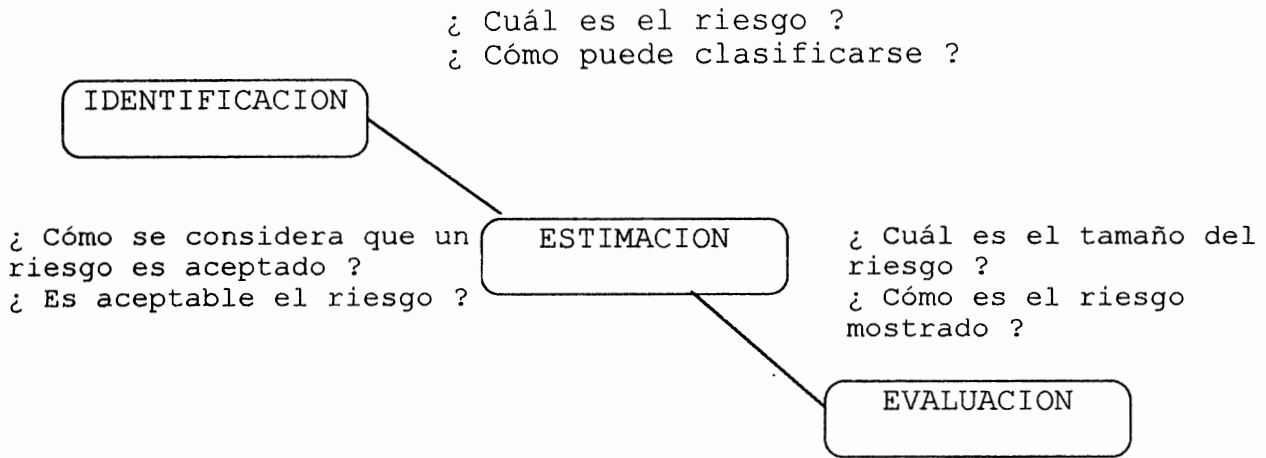 ¿ Cuál es el riesgo ?
¿ Cómo puede clasificarse ?
IDENTIFICACION
¿ Cómo se considera que un
riesgo es aceptado ?
¿ Es aceptable el riesgo ?
ESTIMACION
¿ Cuál es el tamaño del
riesgo ?
¿ Cómo es el riesgo
mostrado ?
EVALUACION